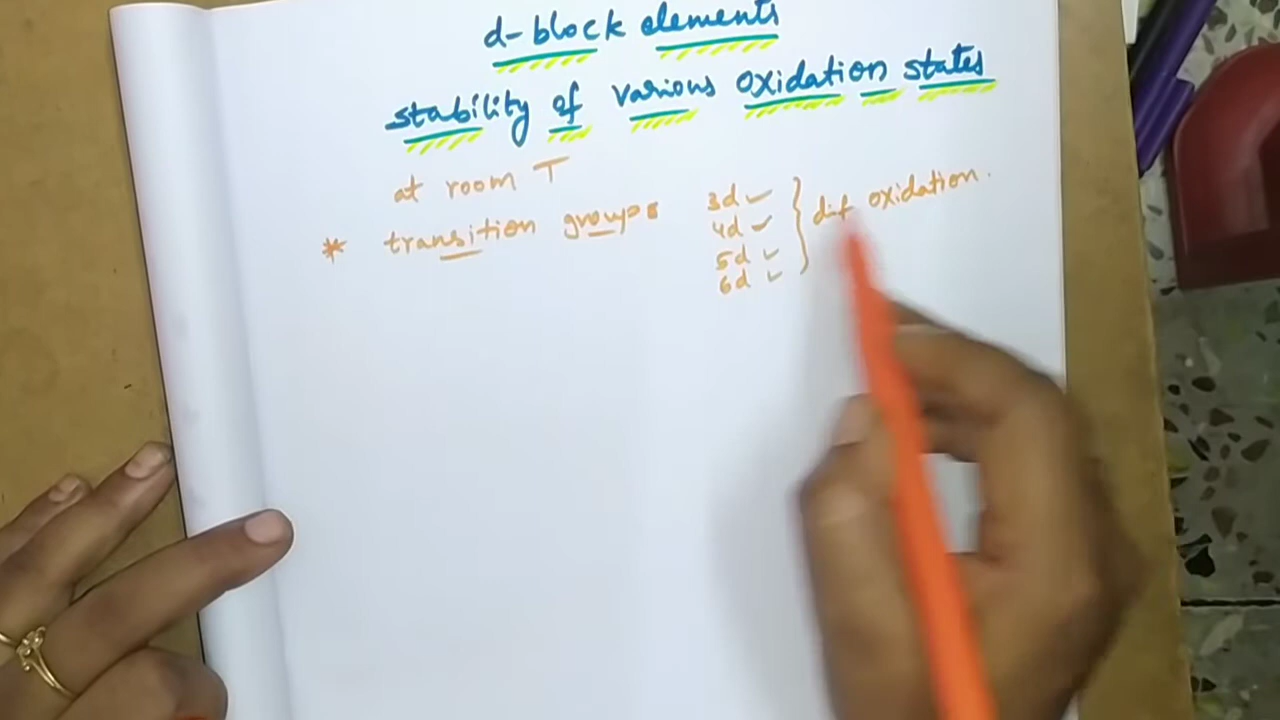 d-block elements
stability of various oxidation states
at room T
* transition groups
3d ✓
4d ✓
5d ✓
6d ✓
} dif oxidation.